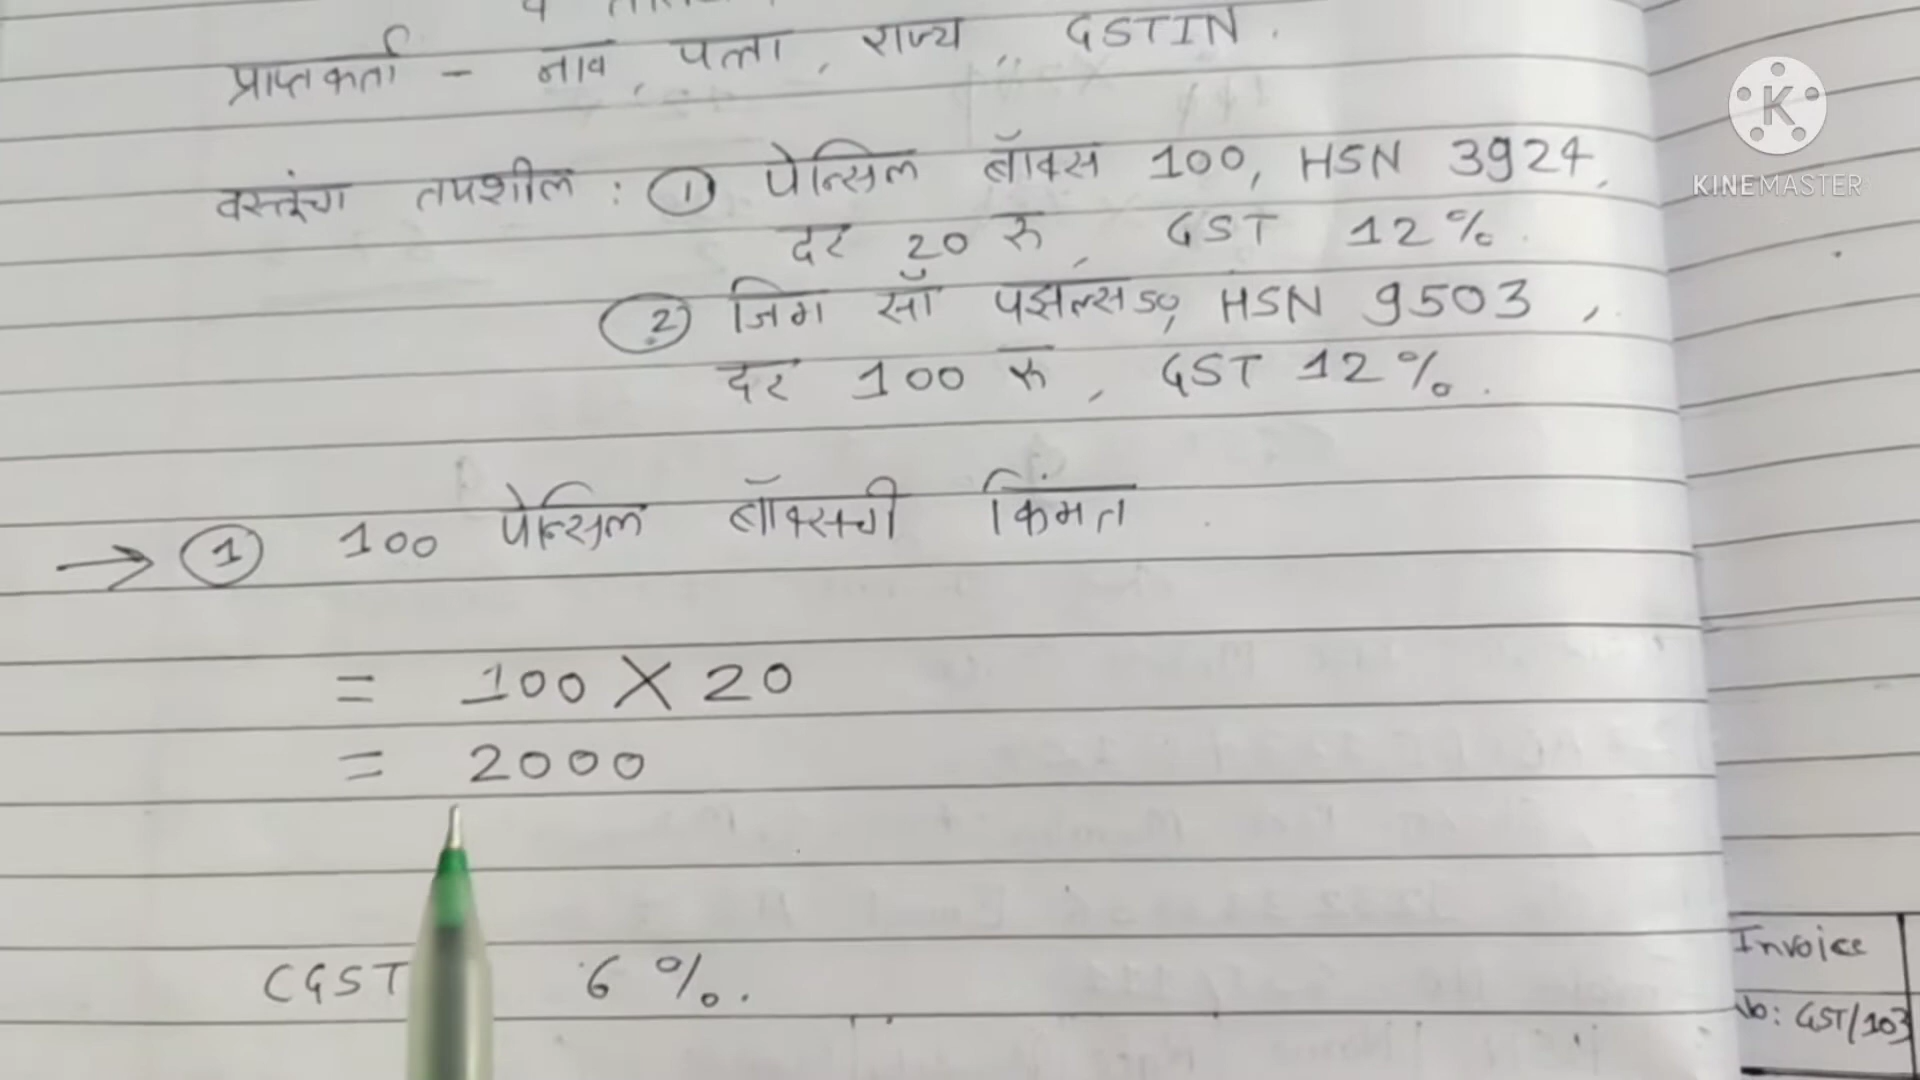 प्राप्तकर्ता - नाव, पत्ता, राज्य, GSTIN.
वस्तूंचा तपशील : ① पेन्सिल बॉक्स 100, HSN 3924,
दर 20 रु, GST 12%.
② जिग सॉ पझल्स 50, HSN 9503,
दर 100 रु, GST 12%.
→ ① 100 पेन्सिल बॉक्सची किंमत
= 100 X 20
= 2000
CGST 6%.
Invoice
No: GST/103
KINEMASTER